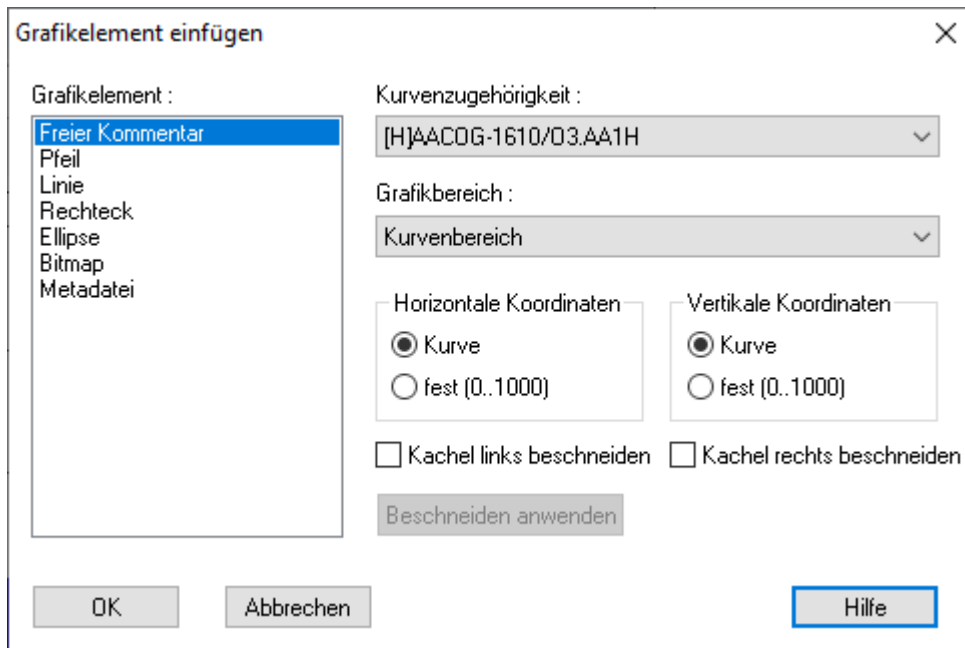 Grafikelement einfügen
Grafikelement :
Freier Kommentar
Pfeil
Linie
Rechteck
Ellipse
Bitmap
Metadatei
Kurvenzugehörigkeit :
[H]AACOG-1610/O3.AA1H
Grafikbereich :
Kurvenbereich
Horizontale Koordinaten
Kurve
fest (0..1000)
Vertikale Koordinaten
Kurve
fest (0..1000)
Kachel links beschneiden
Kachel rechts beschneiden
Beschneiden anwenden
OK
Abbrechen
Hilfe